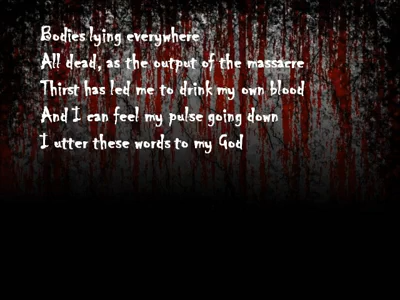 Bodies lying everywhere
All dead, as the output of the massacre
Thirst has led me to drink my own blood
And I can feel my pulse going down
I utter these words to my God